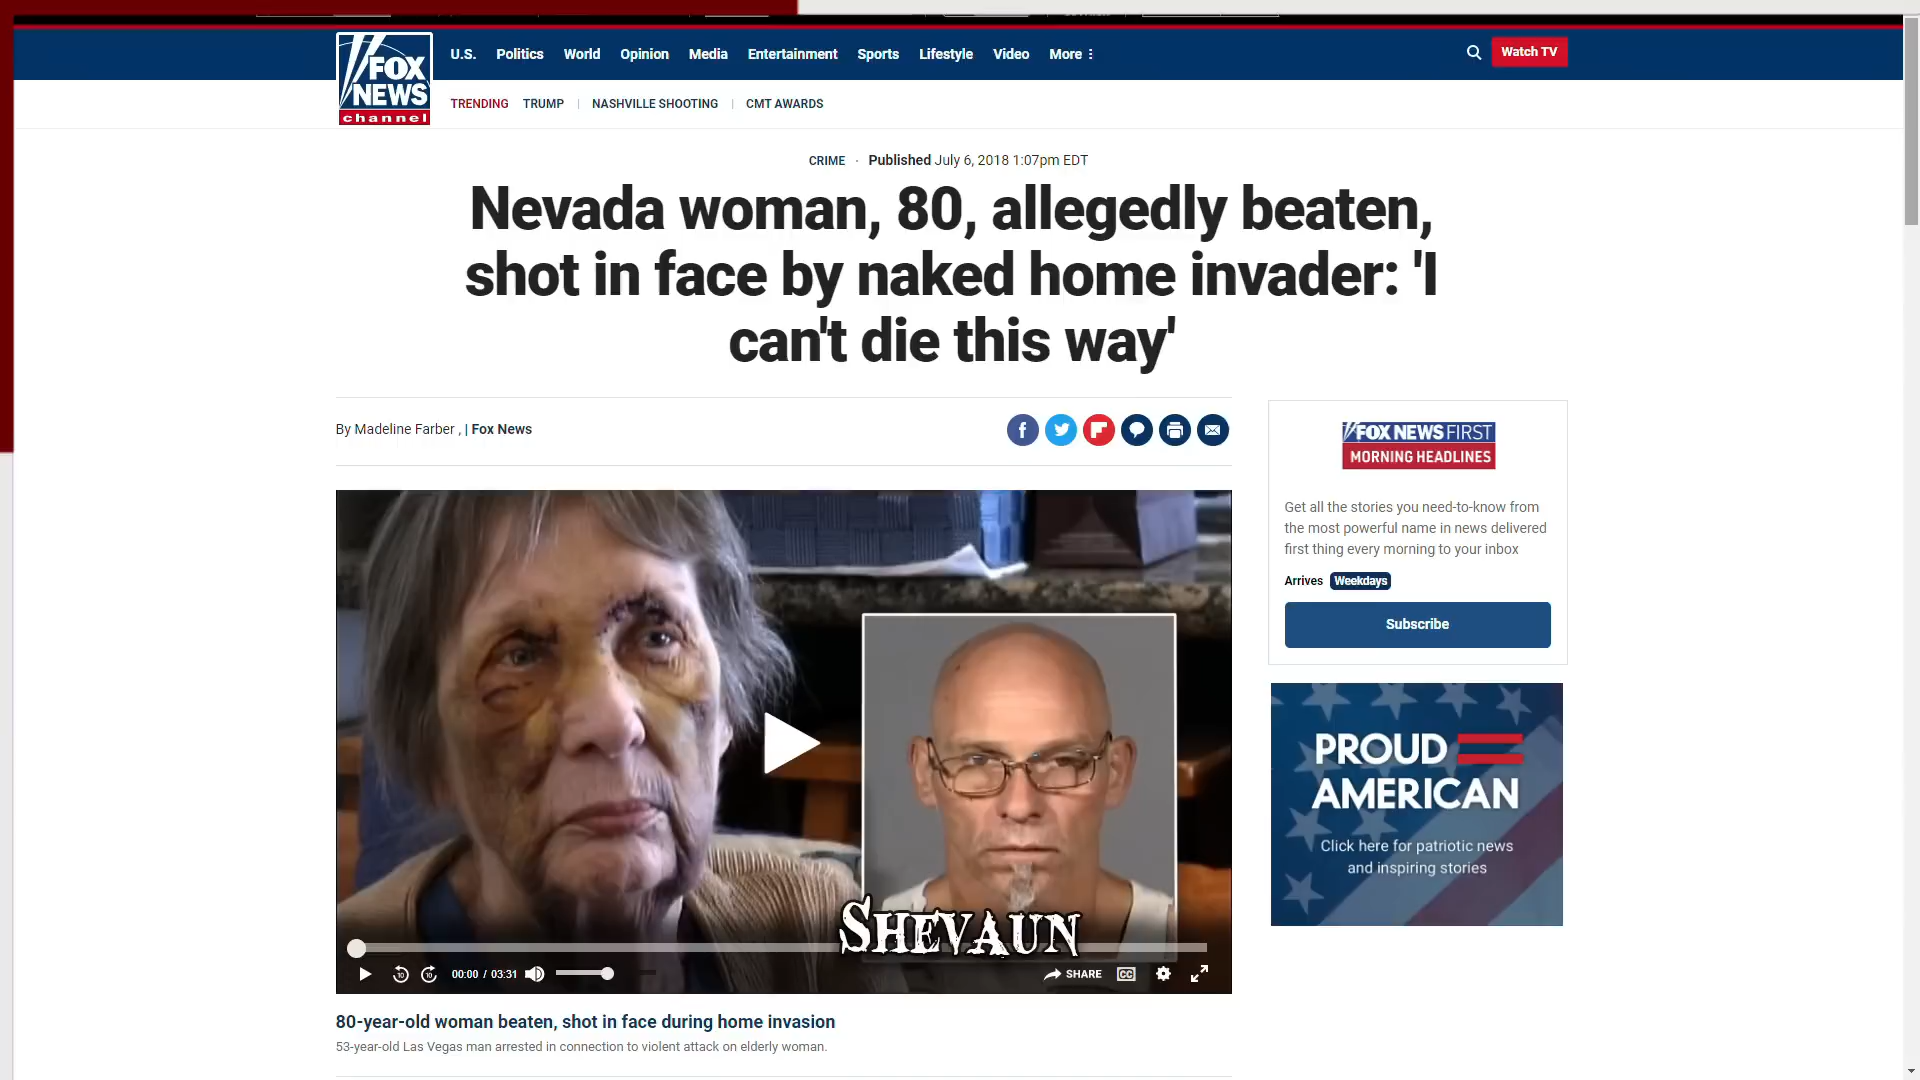 FOX
NEWS
channel
U.S. Politics World Opinion Media Entertainment Sports Lifestyle Video More
Watch TV
TRENDING TRUMP | NASHVILLE SHOOTING | CMT AWARDS
CRIME · Published July 6, 2018 1:07pm EDT
Nevada woman, 80, allegedly beaten,
shot in face by naked home invader: 'I
can't die this way'
By Madeline Farber , | Fox News
f
FOX NEWS FIRST
MORNING HEADLINES
Get all the stories you need-to-know from
the most powerful name in news delivered
first thing every morning to your inbox
Arrives Weekdays
Subscribe
PROUD
AMERICAN
Click here for patriotic news
and inspiring stories
SHEVAUN
10 10 00:00 / 03:31 SHARE CC
80-year-old woman beaten, shot in face during home invasion
53-year-old Las Vegas man arrested in connection to violent attack on elderly woman.